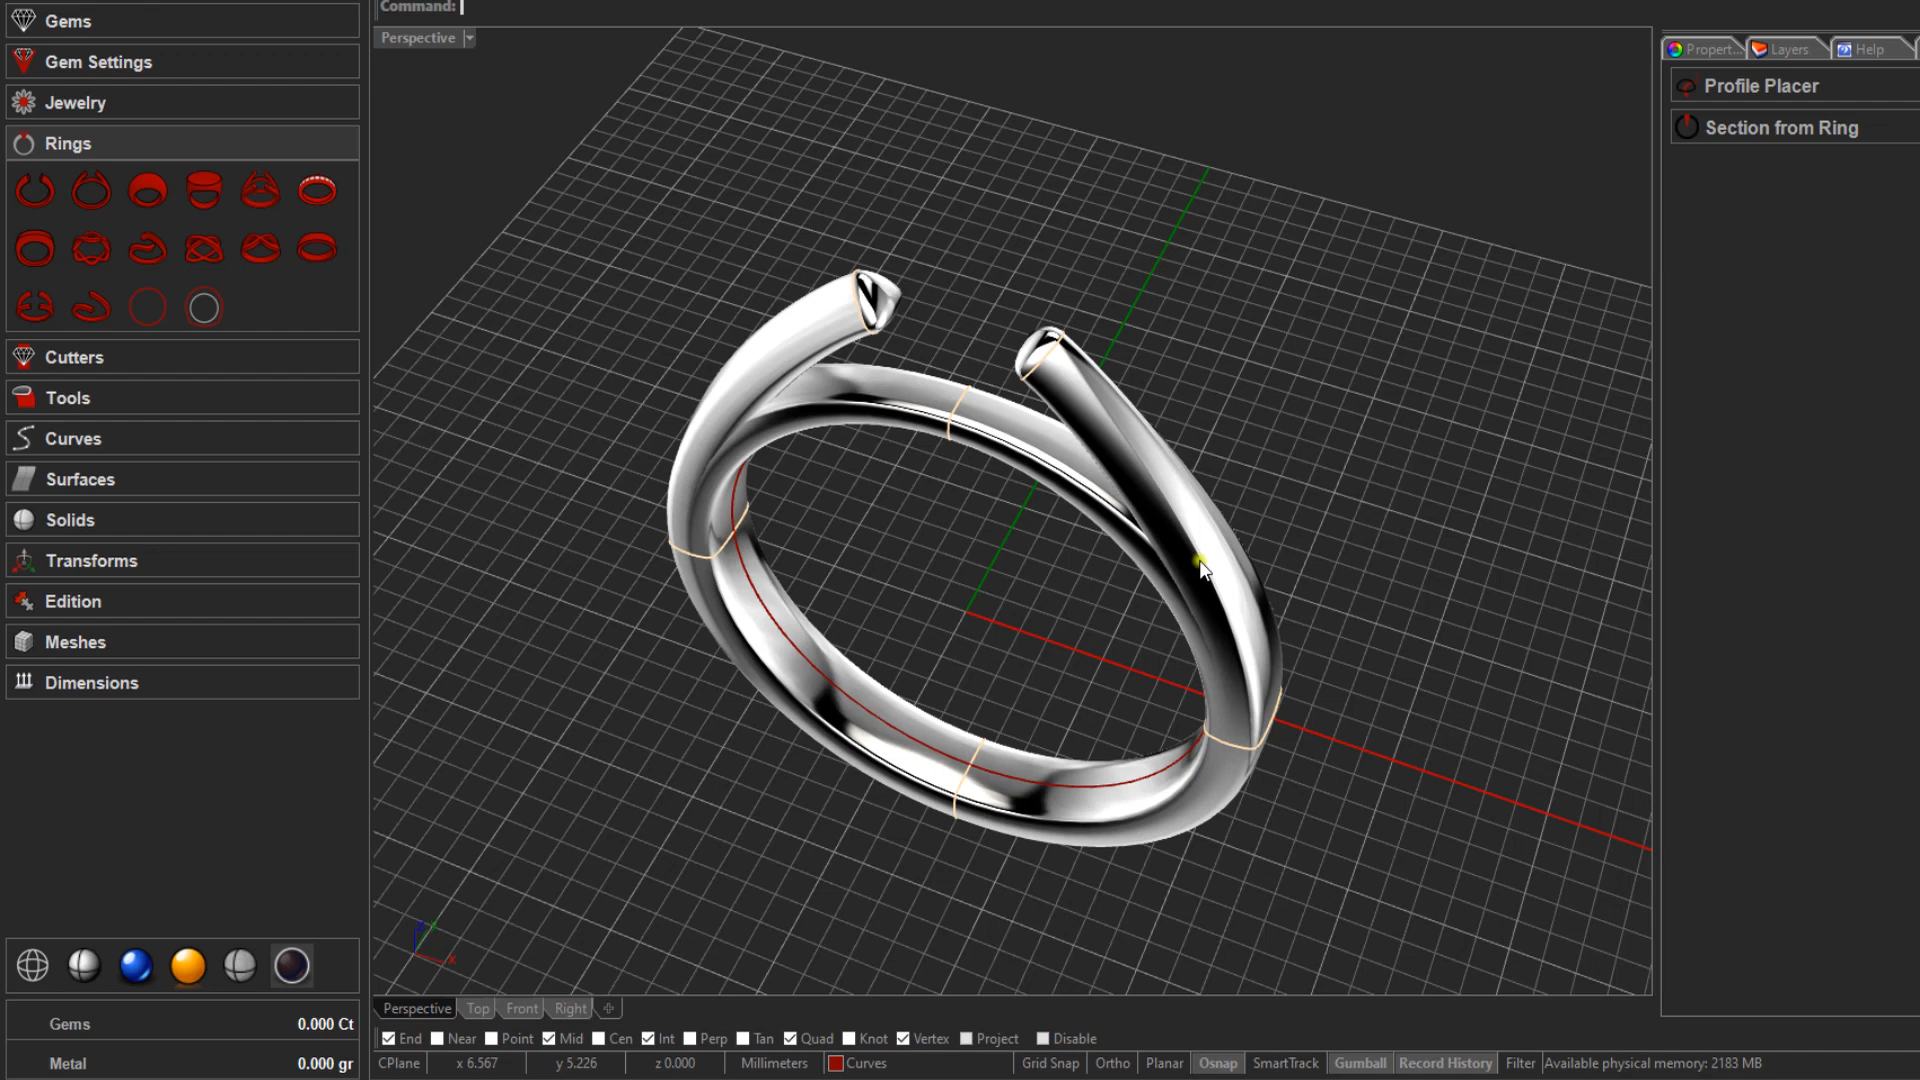 Command:
Perspective
Gems
Gem Settings
Jewelry
Rings
Cutters
Tools
Curves
Surfaces
Solids
Transforms
Edition
Meshes
Dimensions
Gems 0.000 Ct
Metal 0.000 gr
Propert... Layers Help
Profile Placer
Section from Ring
x
Perspective Top Front Right
End Near Point Mid Cen Int Perp Tan Quad Knot Vertex Project Disable
CPlane x 6.567 y 5.226 z 0.000 Millimeters Curves Grid Snap Ortho Planar Osnap SmartTrack Gumball Record History Filter Available physical memory: 2183 MB